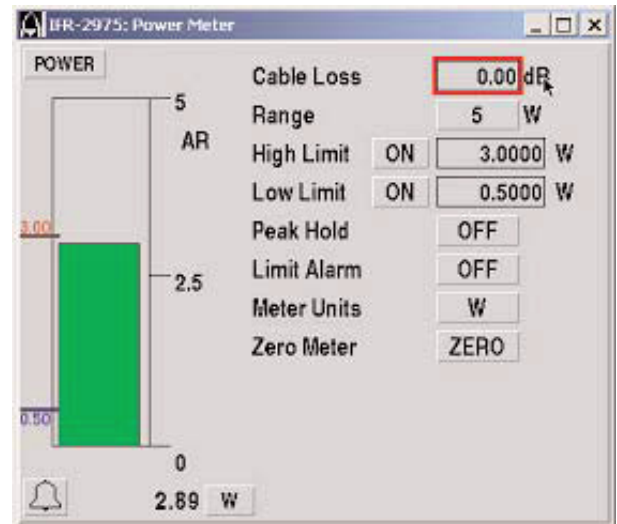 IFR-2975: Power Meter
POWER
Cable Loss 0.00 dB
5
AR
Range 5 W
High Limit ON 3.0000 W
Low Limit ON 0.5000 W
3.00
Peak Hold OFF
2.5
Limit Alarm OFF
Meter Units W
Zero Meter ZERO
0.50
0
2.89 W